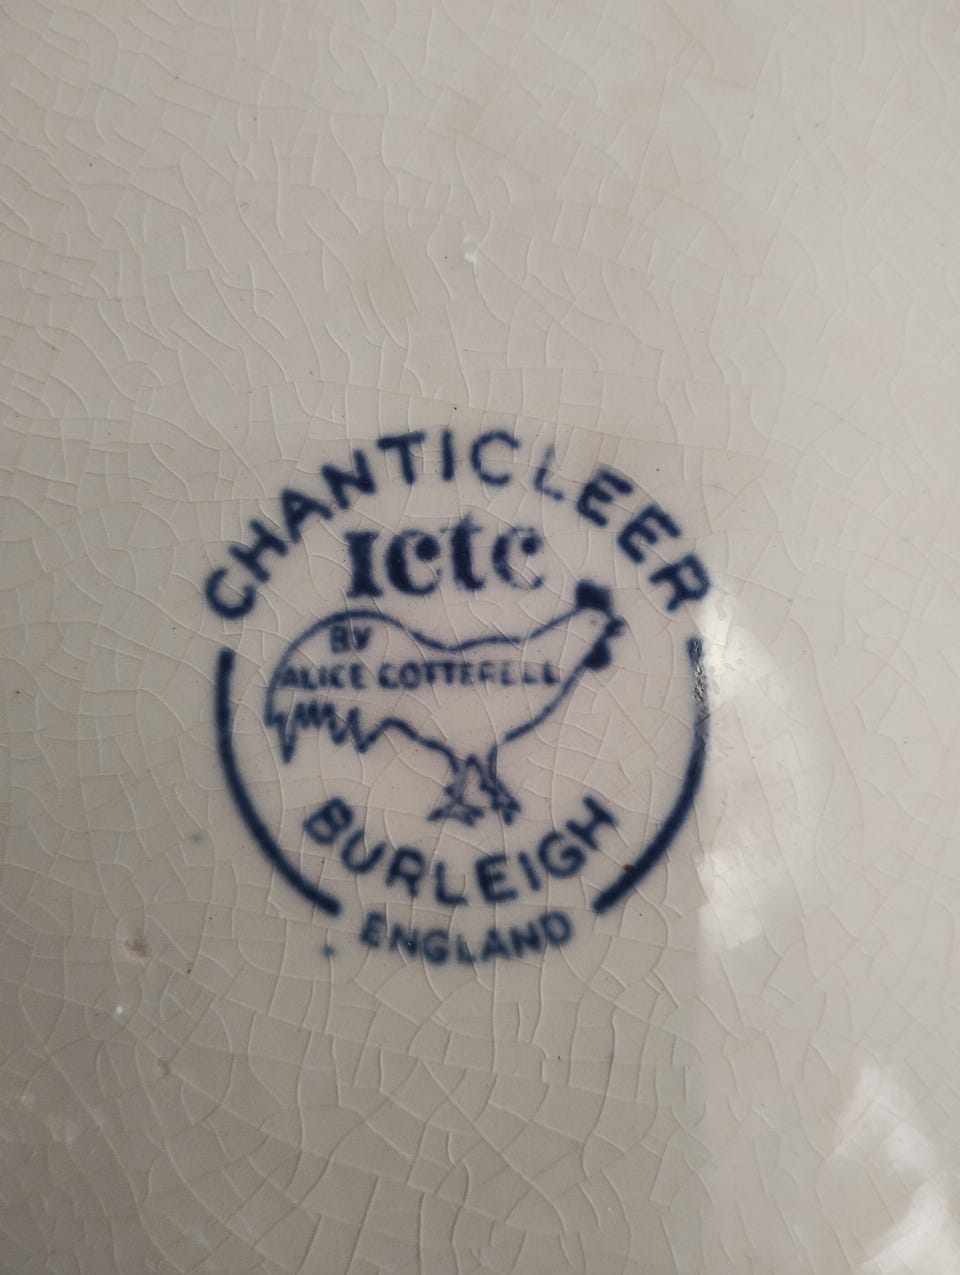 CHANTICLEER
ICTC
BY
ALICE COTTERELL
BURLEIGH
ENGLAND